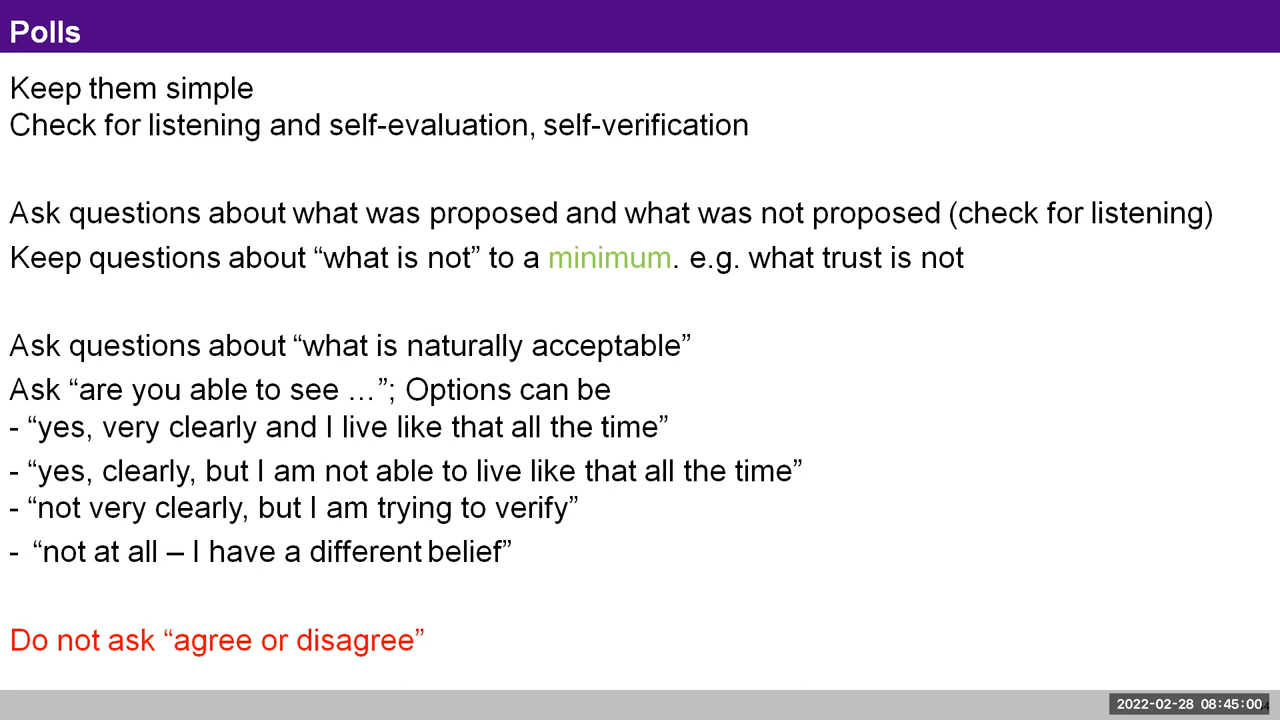 Polls
Keep them simple
Check for listening and self-evaluation, self-verification
Ask questions about what was proposed and what was not proposed (check for listening)
Keep questions about “what is not” to a minimum. e.g. what trust is not
Ask questions about “what is naturally acceptable”
Ask “are you able to see …”; Options can be
- “yes, very clearly and I live like that all the time”
- “yes, clearly, but I am not able to live like that all the time”
- “not very clearly, but I am trying to verify”
- “not at all – I have a different belief”
Do not ask “agree or disagree”
2022-02-28 08:45:00